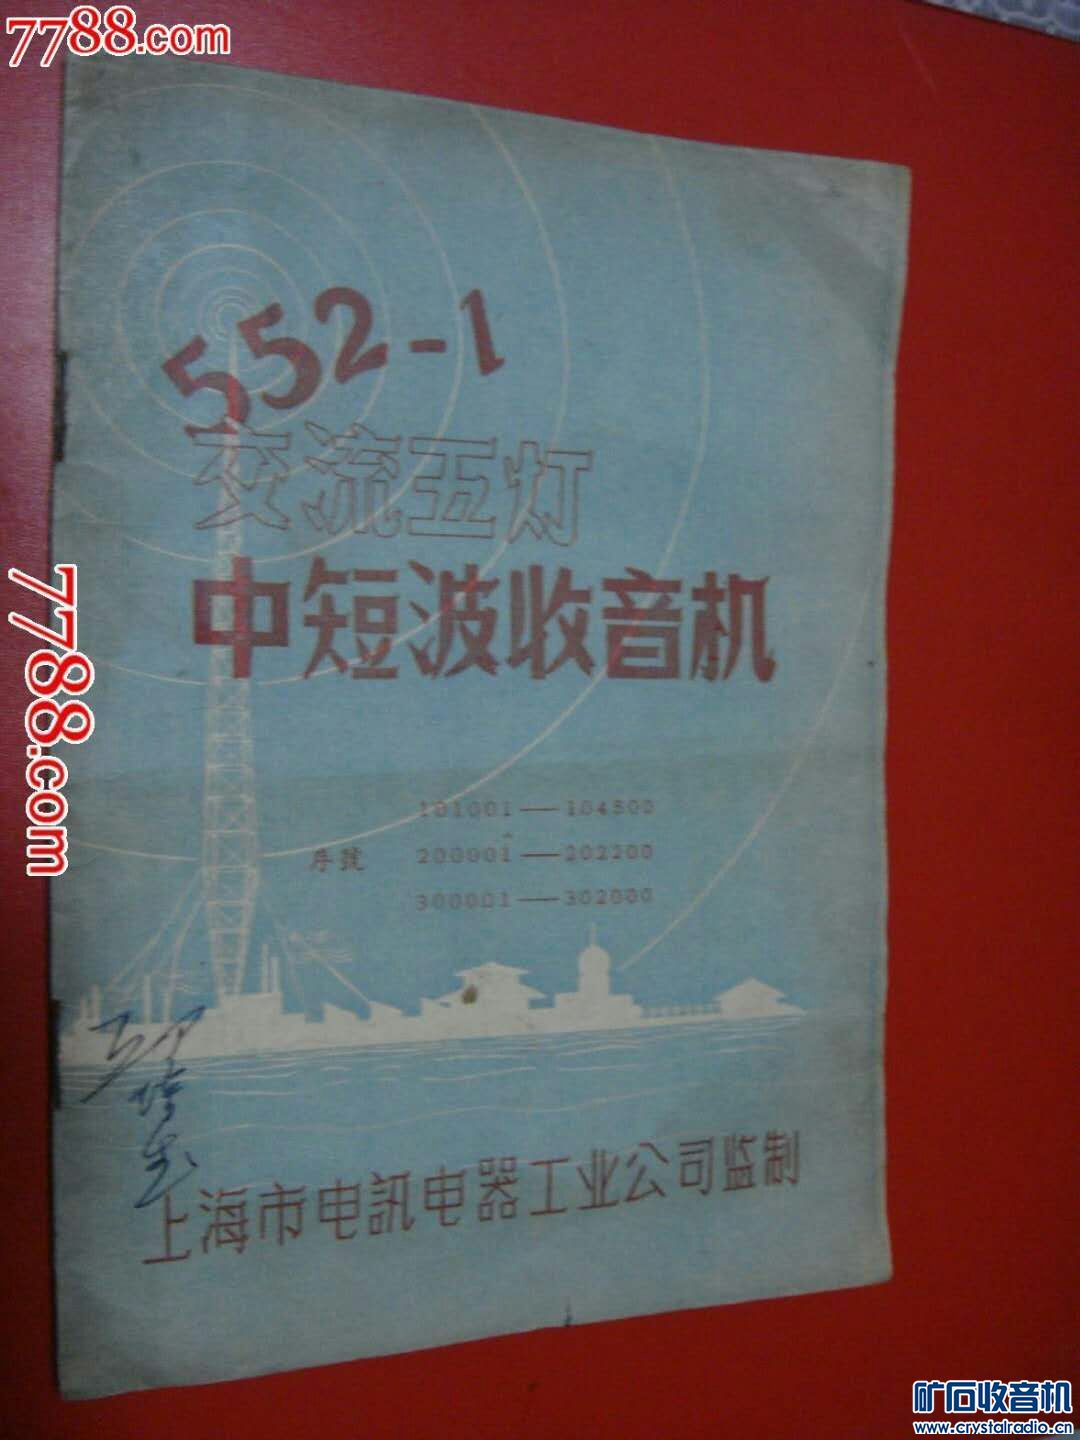 7788.com
552-1
交流五灯
中短波收音机
101001——104500
序號 200001——202200
300001——302000
上海市电訊电器工业公司监制
7788.com
矿石收音机
www.crystalradio.cn